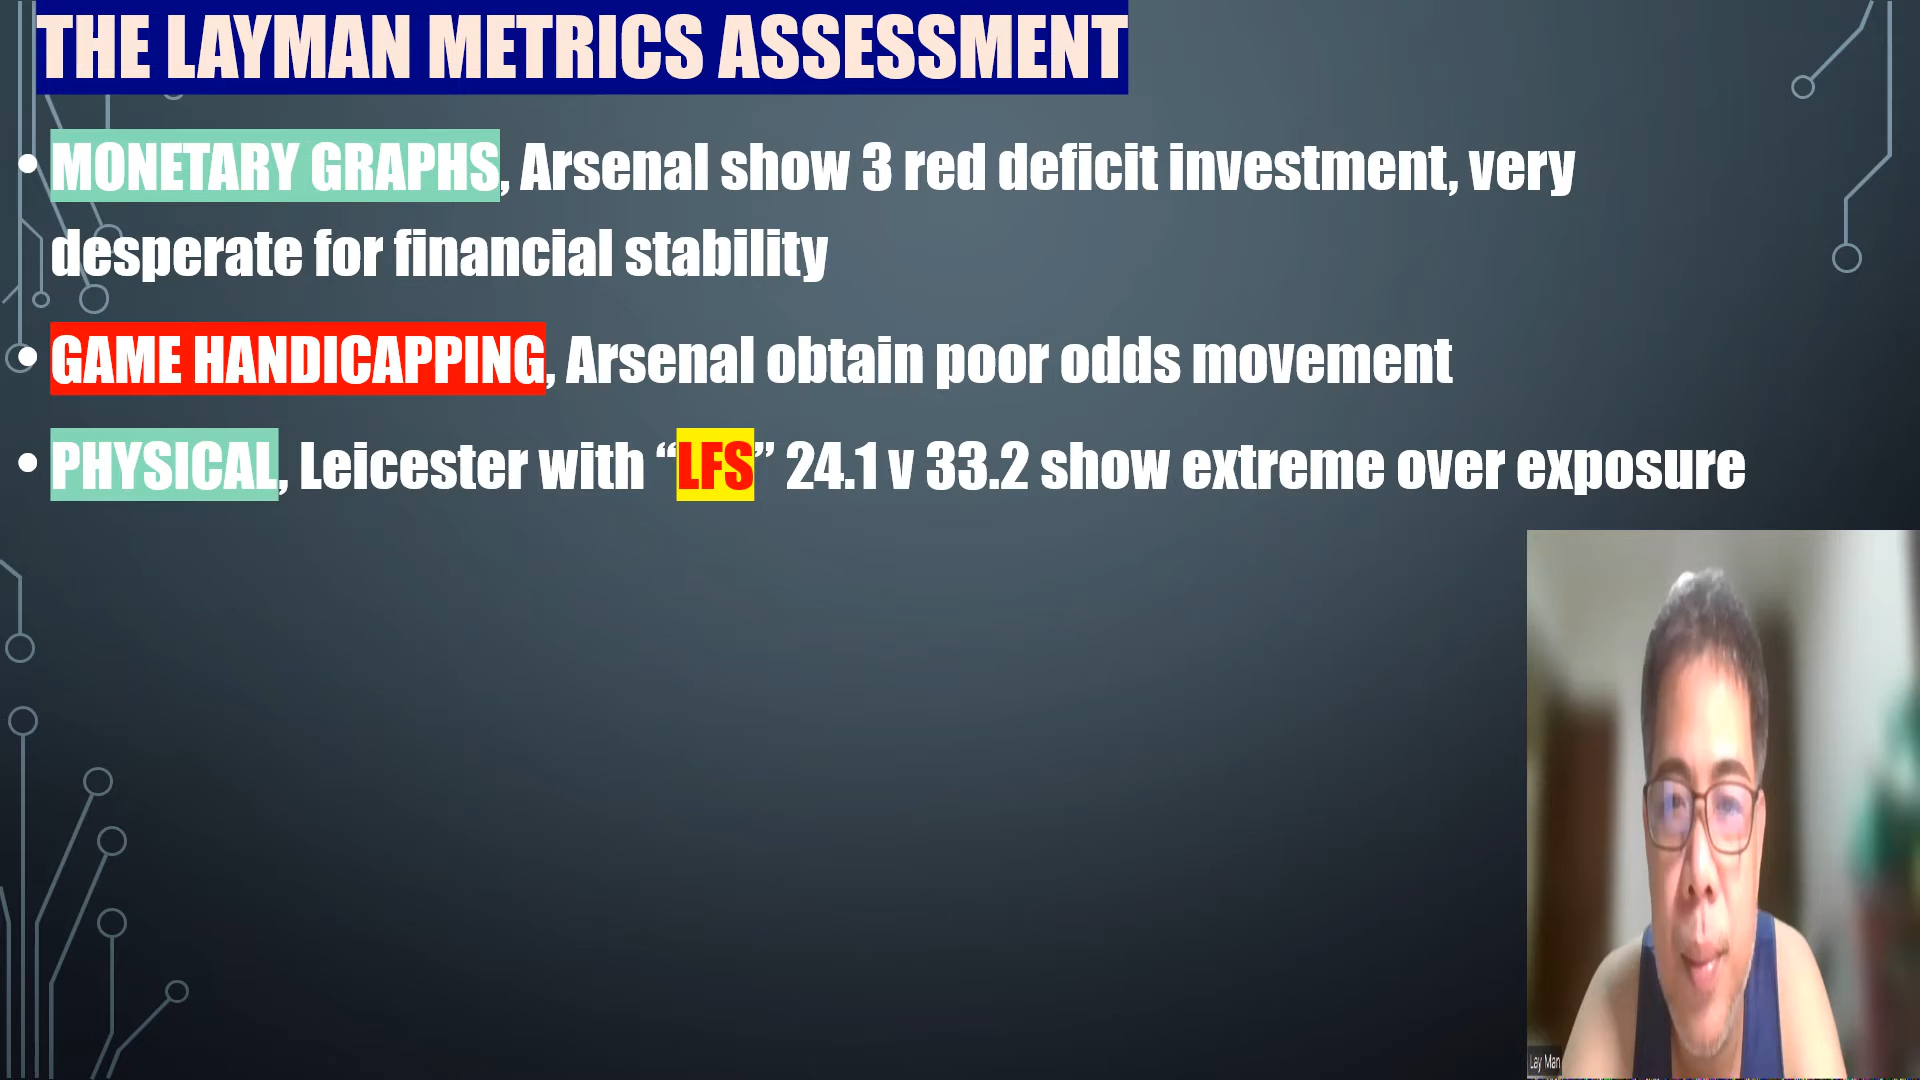 THE LAYMAN METRICS ASSESSMENT
• MONETARY GRAPHS, Arsenal show 3 red deficit investment, very
desperate for financial stability
• GAME HANDICAPPING, Arsenal obtain poor odds movement
• PHYSICAL, Leicester with “LFS” 24.1 v 33.2 show extreme over exposure
Lay Man